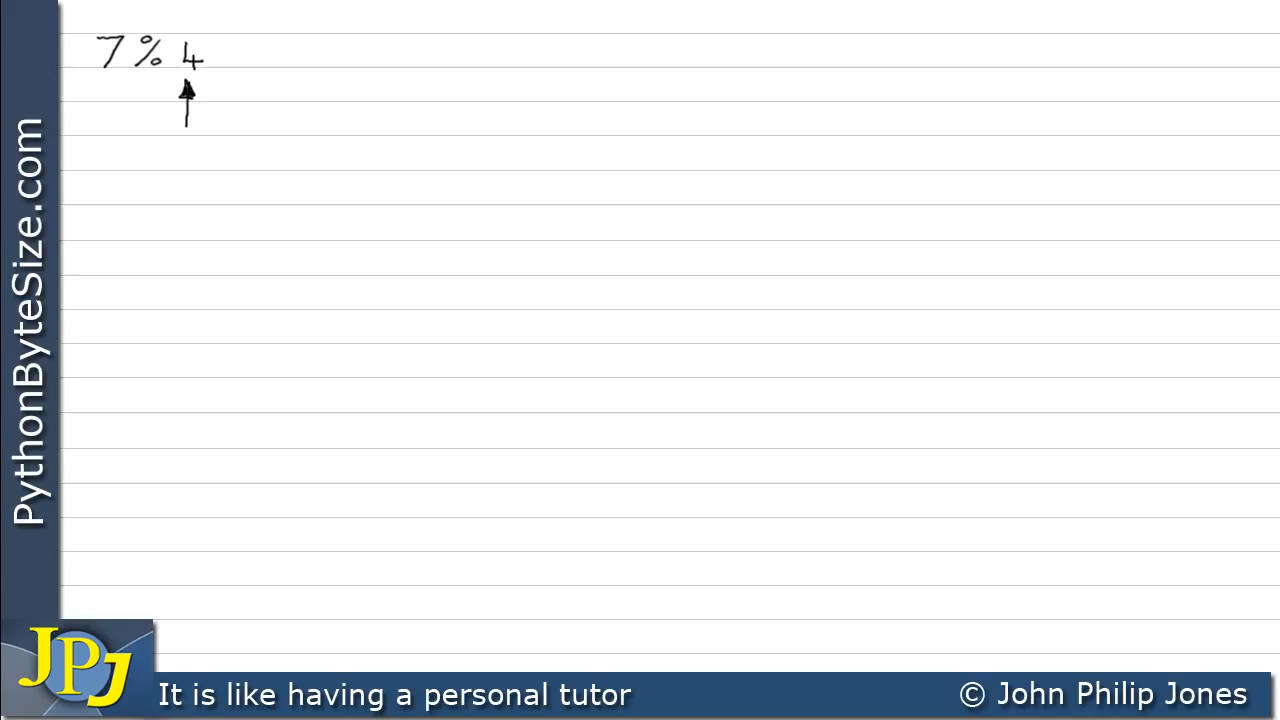 7 % 4
PythonByteSize.com
JPJ
It is like having a personal tutor
© John Philip Jones